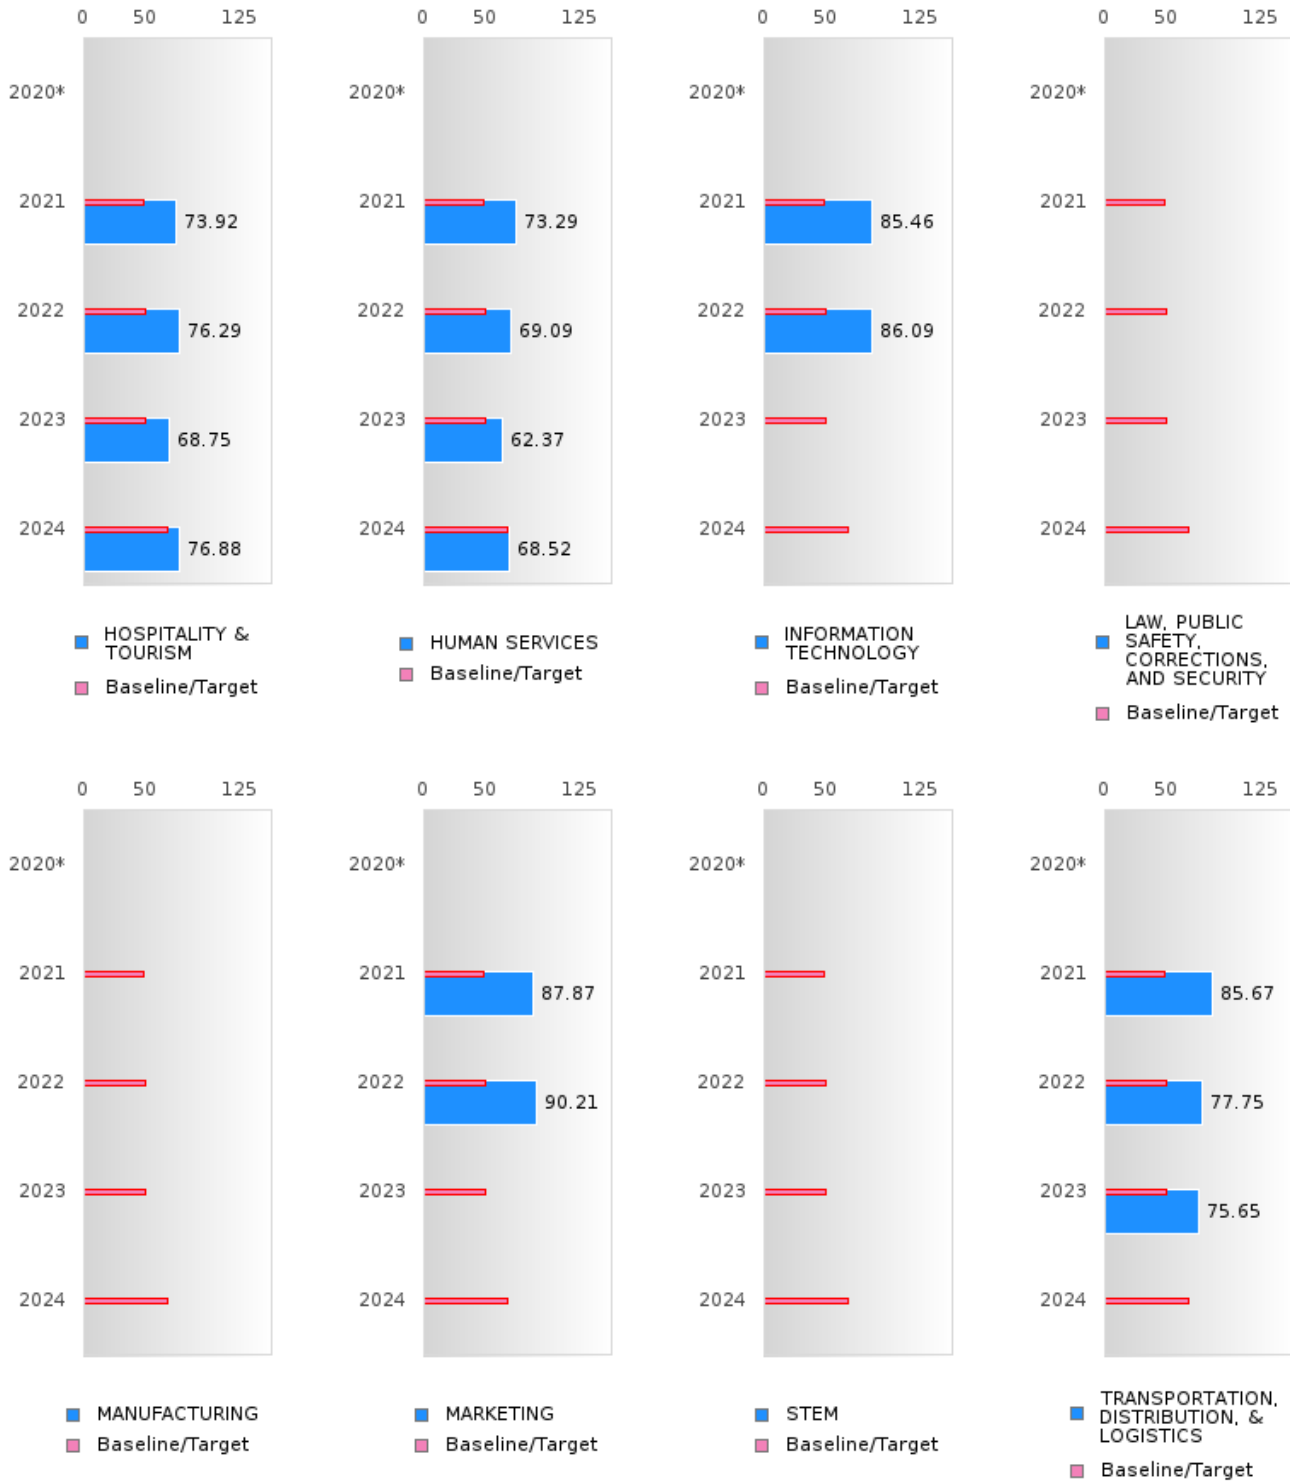 0 50 125 0 50 125 0 50 125 0 50 125
2020* 2020* 2020* 2020*
2021 73.92 2021 73.29 2021 85.46 2021
2022 76.29 2022 69.09 2022 86.09 2022
2023 68.75 2023 62.37 2023 2023
2024 76.88 2024 68.52 2024 2024
HOSPITALITY &
TOURISM
Baseline/Target
HUMAN SERVICES
Baseline/Target
INFORMATION
TECHNOLOGY
Baseline/Target
LAW, PUBLIC
SAFETY,
CORRECTIONS,
AND SECURITY
Baseline/Target
0 50 125 0 50 125 0 50 125 0 50 125
2020* 2020* 2020* 2020*
2021 2021 87.87 2021 2021 85.67
2022 2022 90.21 2022 2022 77.75
2023 2023 2023 2023 75.65
2024 2024 2024 2024
MANUFACTURING
Baseline/Target
MARKETING
Baseline/Target
STEM
Baseline/Target
TRANSPORTATION,
DISTRIBUTION, &
LOGISTICS
Baseline/Target